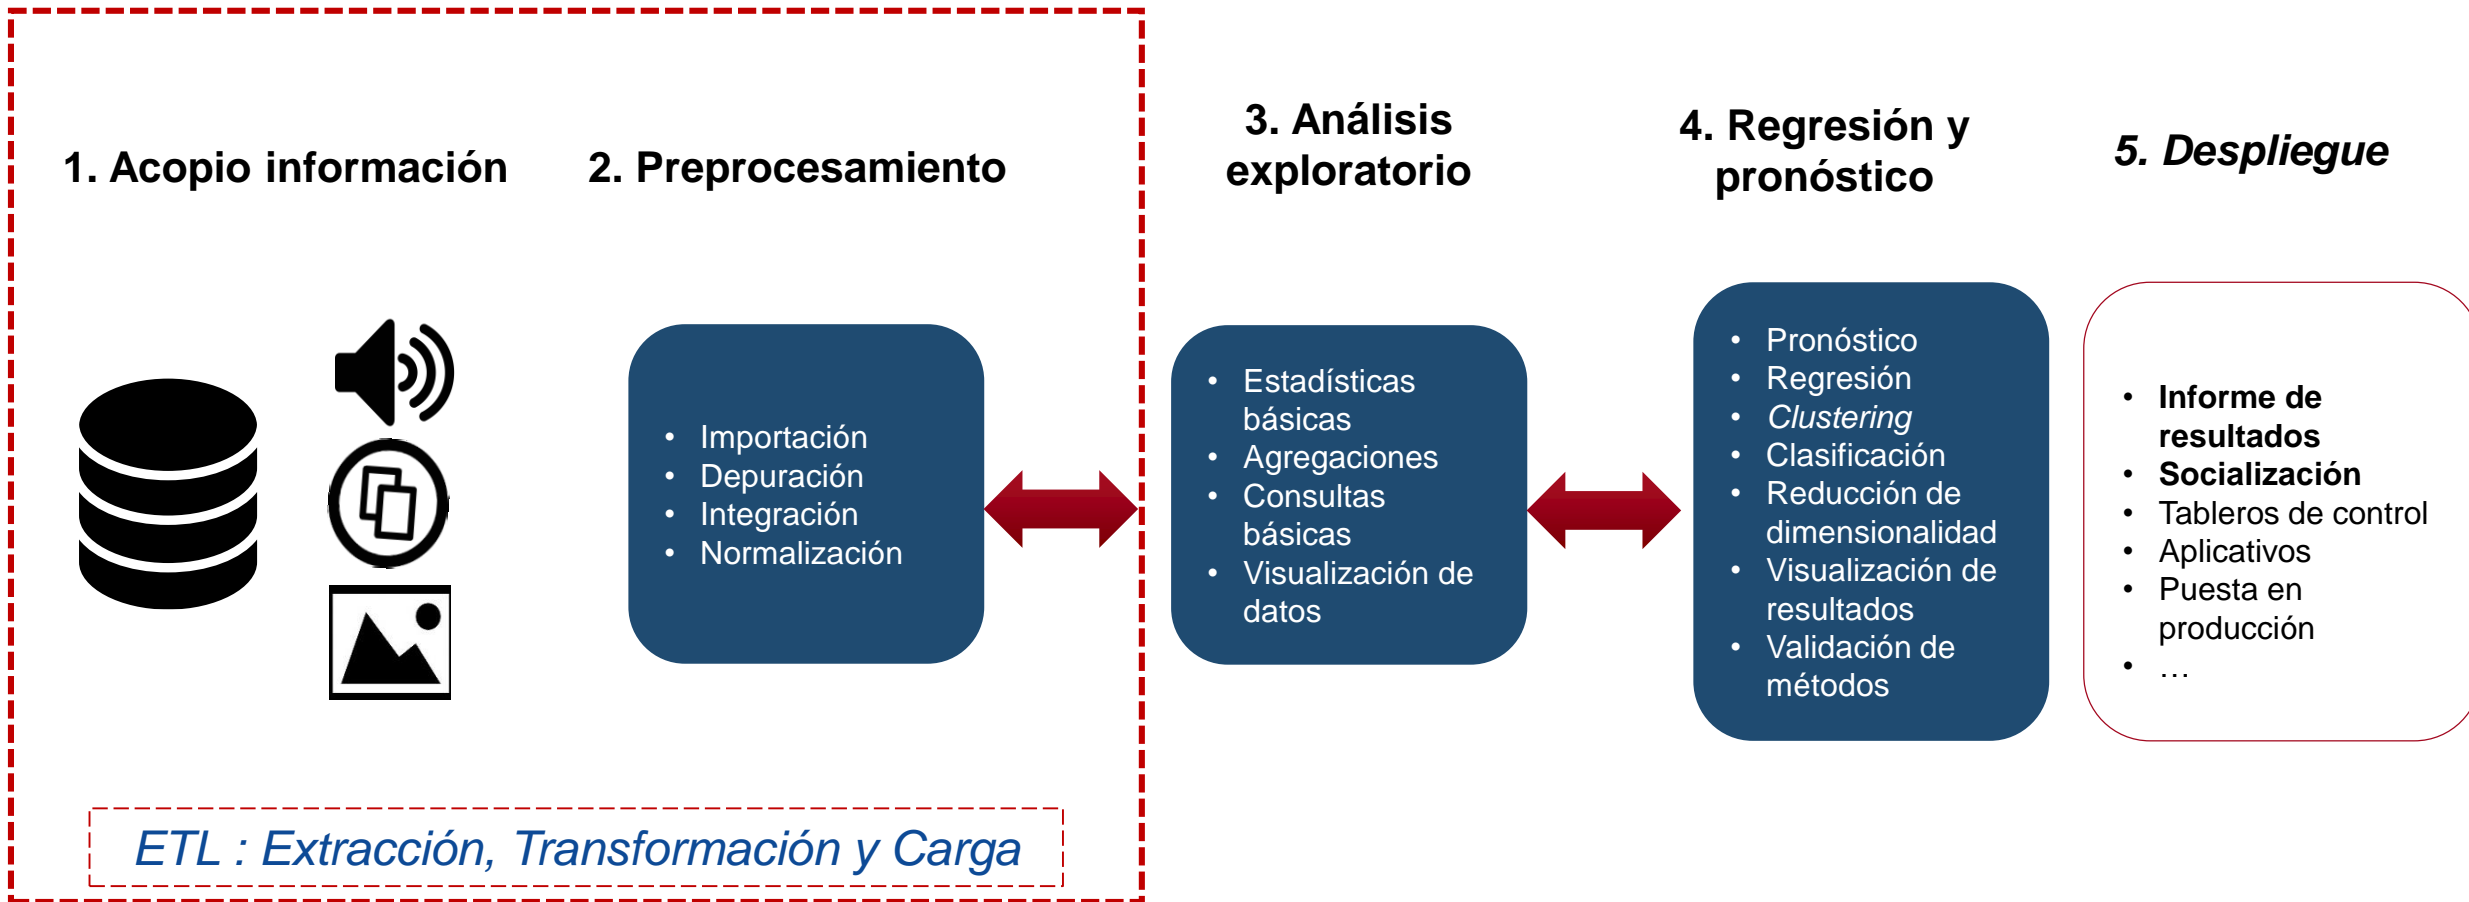 1. Acopio información
2. Preprocesamiento
• Importación
• Depuración
• Integración
• Normalización
ETL : Extracción, Transformación y Carga
3. Análisis
exploratorio
• Estadísticas
básicas
• Agregaciones
• Consultas
básicas
• Visualización de
datos
4. Regresión y
pronóstico
• Pronóstico
• Regresión
• Clustering
• Clasificación
• Reducción de
dimensionalidad
• Visualización de
resultados
• Validación de
métodos
5. Despliegue
• Informe de
resultados
• Socialización
• Tableros de control
• Aplicativos
• Puesta en
producción
• …